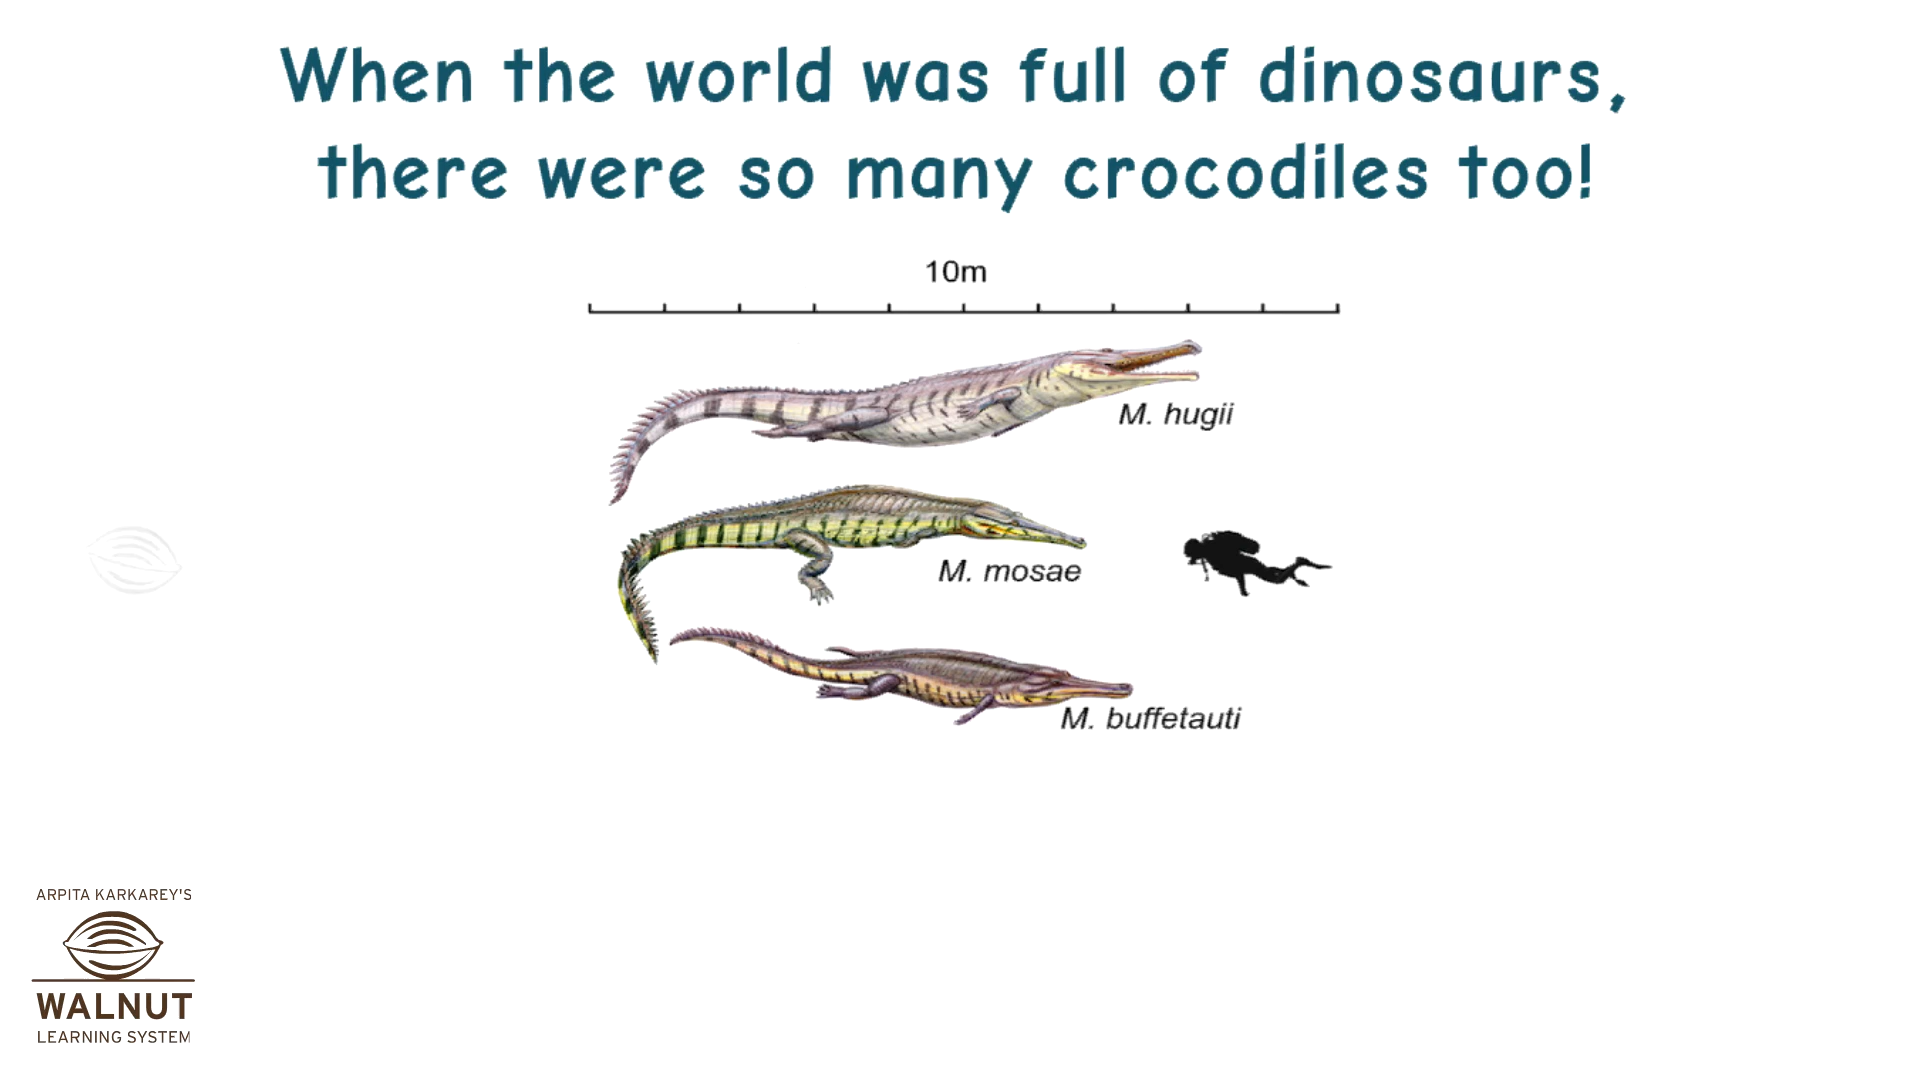 When the world was full of dinosaurs,
there were so many crocodiles too!
10m
M. hugii
M. mosae
M. buffetauti
ARPITA KARKAREY'S
WALNUT
LEARNING SYSTEM